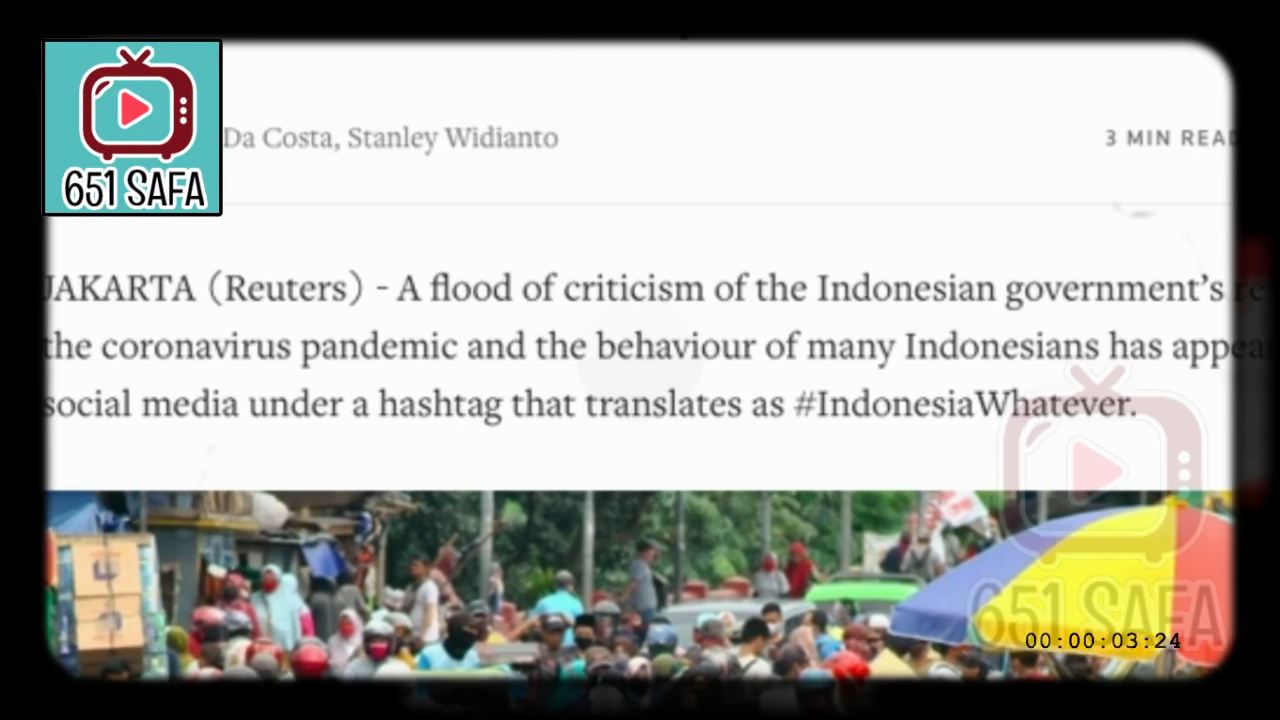 651 SAFA
Da Costa, Stanley Widianto
3 MIN READ
JAKARTA (Reuters) - A flood of criticism of the Indonesian government's re
the coronavirus pandemic and the behaviour of many Indonesians has appea
social media under a hashtag that translates as #IndonesiaWhatever.
651 SAFA
00:00:03:24